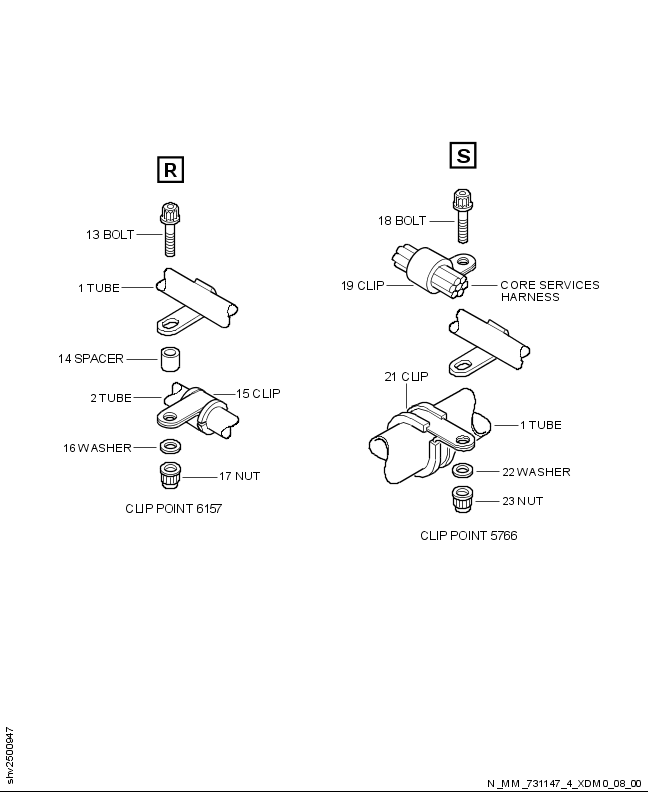 R
13 BOLT
1 TUBE
14 SPACER
2 TUBE
15 CLIP
16 WASHER
17 NUT
CLIP POINT 6157
S
18 BOLT
19 CLIP
CORE SERVICES
HARNESS
21 CLIP
1 TUBE
22 WASHER
23 NUT
CLIP POINT 5766
shv2500947
N_MM_731147_4_XDM0_08_00